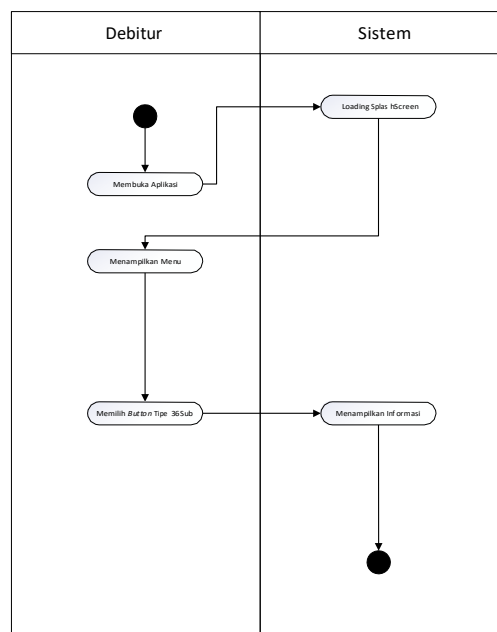 Debitur
Sistem
Loading Splas hScreen
Membuka Aplikasi
Menampilkan Menu
Memilih Button Tipe 36Sub
Menampilkan Informasi